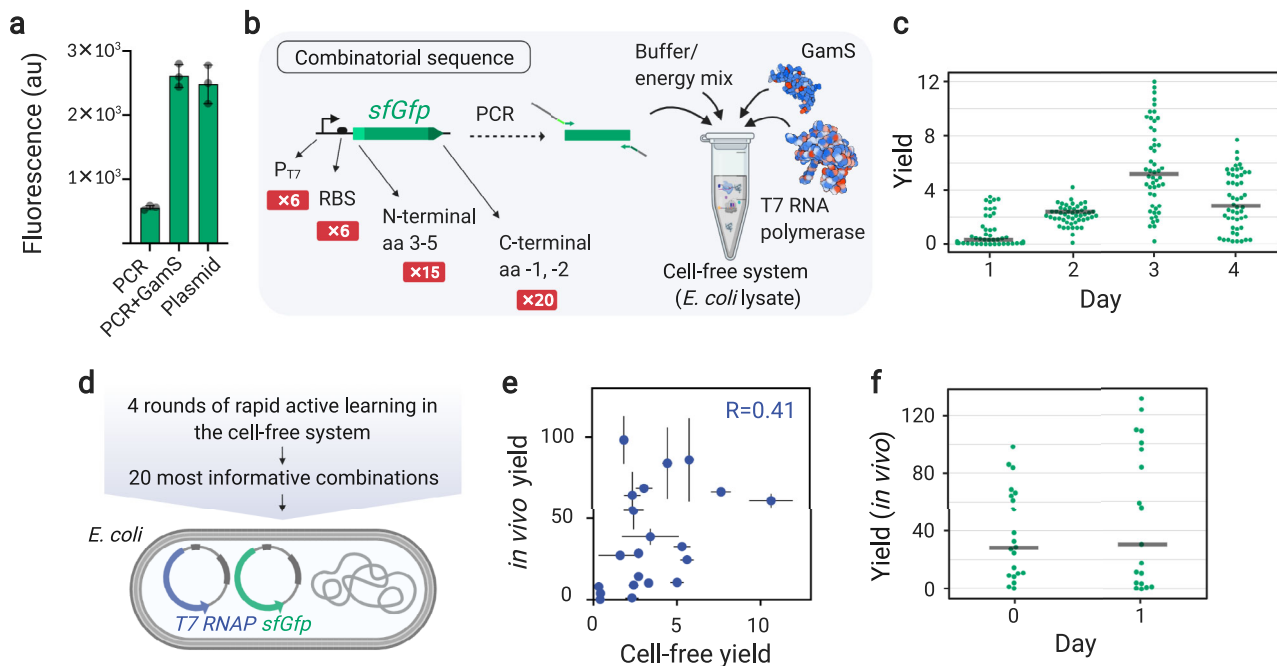 a
Fluorescence (au)
3×10³
2×10³
1×10³
PCR
PCR+GamS
Plasmid
b
Combinatorial sequence
sfGfp
PCR
P_T7
×6
RBS
×6
N-terminal
aa 3-5
×15
C-terminal
aa -1, -2
×20
Buffer/
energy mix
GamS
T7 RNA
polymerase
Cell-free system
(E. coli lysate)
c
Yield
12
8
4
0
1 2 3 4
Day
d
4 rounds of rapid active learning in
the cell-free system
20 most informative combinations
E. coli
T7 RNAP sfGfp
e
R=0.41
in vivo yield
100
50
0
0 5 10
Cell-free yield
f
Yield (in vivo)
120
80
40
0
0 1
Day